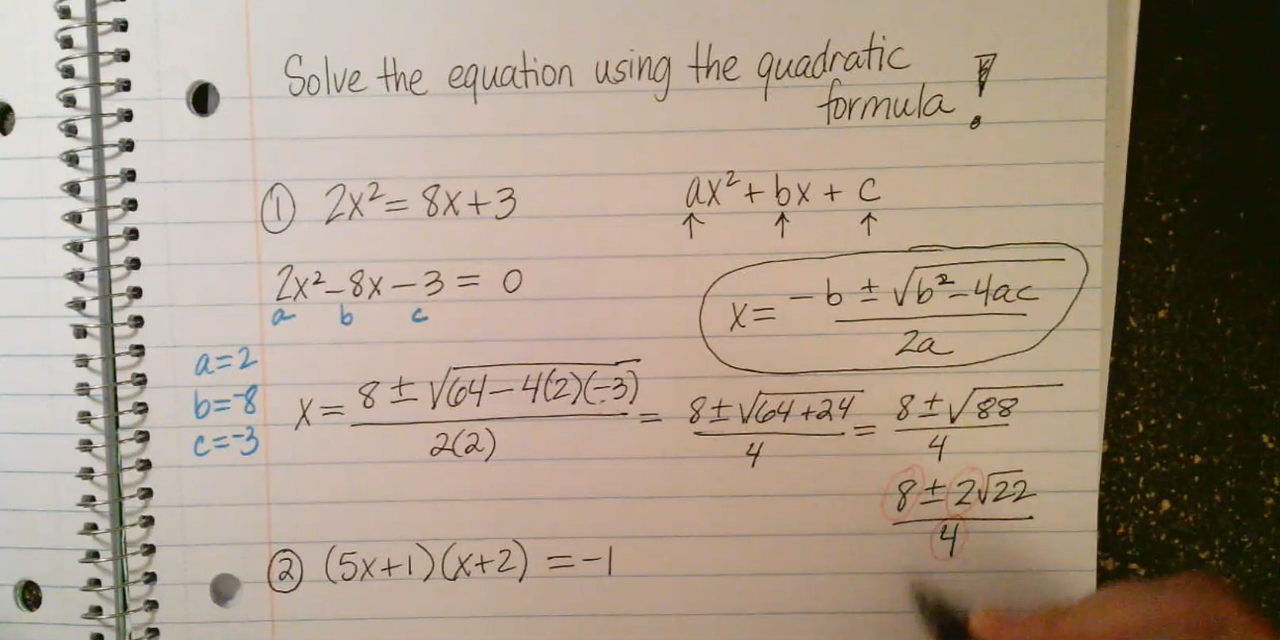 Solve the equation using the quadratic
formula!
① 2x² = 8x + 3
ax² + bx + c
↑ ↑ ↑
2x² - 8x - 3 = 0
a b c
x = (-b ± √(b² - 4ac)) / 2a
a = 2
b = -8
c = -3
x = (8 ± √(64 - 4(2)(-3))) / 2(2) = (8 ± √(64 + 24)) / 4 = (8 ± √88) / 4
(8 ± 2√22) / 4
② (5x+1)(x+2) = -1